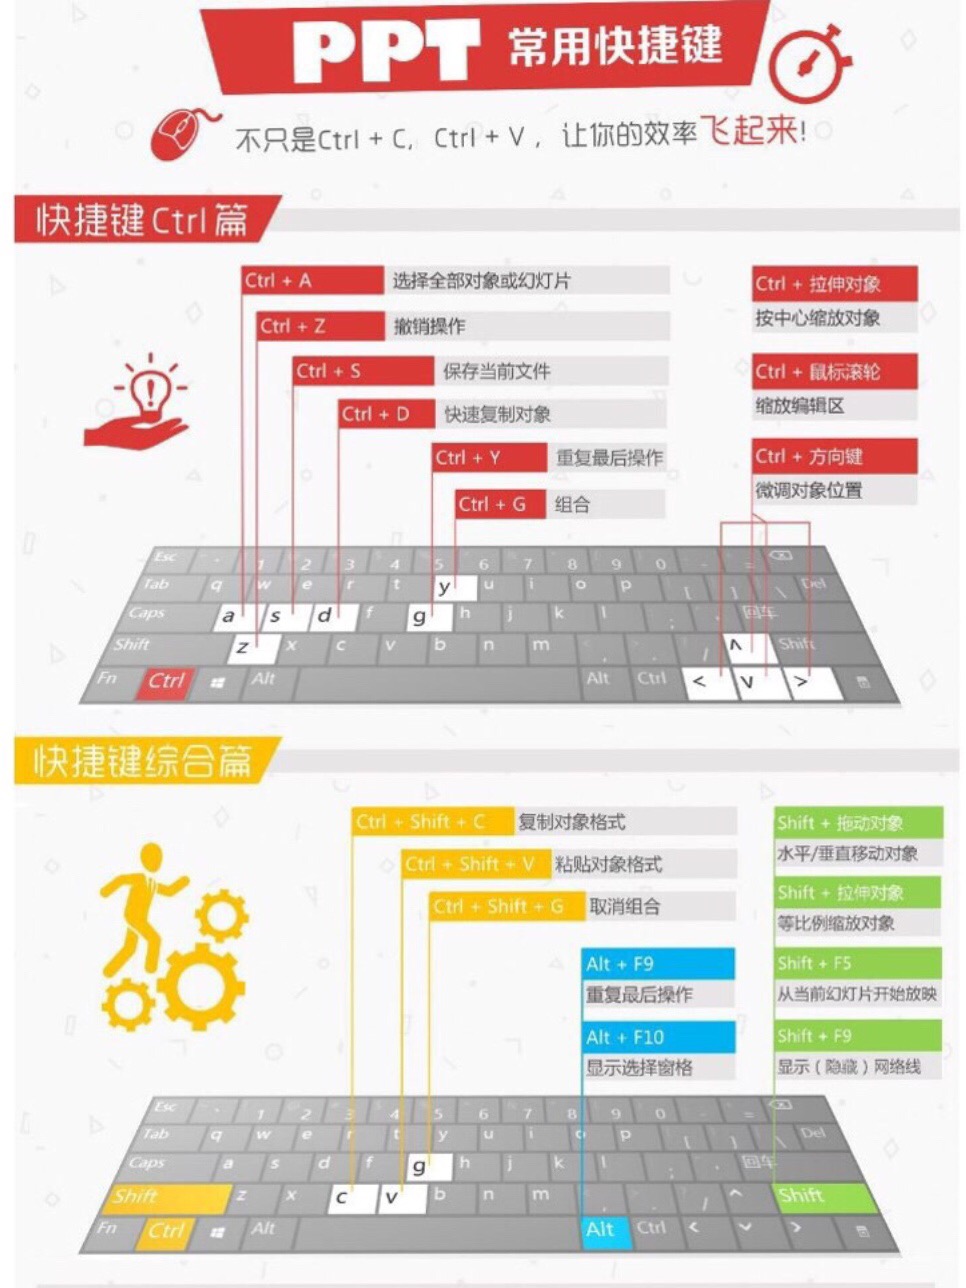 PPT 常用快捷键
不只是Ctrl + C, Ctrl + V , 让你的效率飞起来!
快捷键Ctrl篇
Ctrl + A 选择全部对象或幻灯片
Ctrl + Z 撤销操作
Ctrl + S 保存当前文件
Ctrl + D 快速复制对象
Ctrl + Y 重复最后操作
Ctrl + G 组合
Ctrl + 拉伸对象
按中心缩放对象
Ctrl + 鼠标滚轮
缩放编辑区
Ctrl + 方向键
微调对象位置
Esc 1 2 3 4 5 6 7 8 9 0 - =
Tab q w e r t y u i o p [ ] \ Del
Caps a s d f g h j k l ; , 回车
Shift z x c v b n m , . / ^ Shift
Fn Ctrl Alt Alt Ctrl < v >
快捷键综合篇
Ctrl + Shift + C 复制对象格式
Ctrl + Shift + V 粘贴对象格式
Ctrl + Shift + G 取消组合
Alt + F9
重复最后操作
Alt + F10
显示选择窗格
Shift + 拖动对象
水平/垂直移动对象
Shift + 拉伸对象
等比例缩放对象
Shift + F5
从当前幻灯片开始放映
Shift + F9
显示（隐藏）网络线
Esc 1 2 3 4 5 6 7 8 9 0 - =
Tab q w e r t y u i o p [ ] \ Del
Caps a s d f g h j k l ; , 回车
Shift z x c v b n m , . / ^ Shift
Fn Ctrl Alt Alt Ctrl < v >